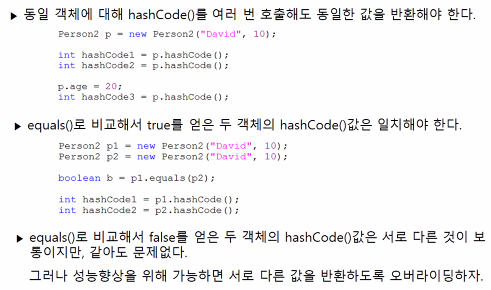 ▶ 동일 객체에 대해 hashCode()를 여러 번 호출해도 동일한 값을 반환해야 한다.
Person2 p = new Person2("David", 10);
int hashCode1 = p.hashCode();
int hashCode2 = p.hashCode();
p.age = 20;
int hashCode3 = p.hashCode();
▶ equals()로 비교해서 true를 얻은 두 객체의 hashCode()값은 일치해야 한다.
Person2 p1 = new Person2("David", 10);
Person2 p2 = new Person2("David", 10);
boolean b = p1.equals(p2);
int hashCode1 = p1.hashCode();
int hashCode2 = p2.hashCode();
▶ equals()로 비교해서 false를 얻은 두 객체의 hashCode()값은 서로 다른 것이 보
통이지만, 같아도 문제없다.
그러나 성능향상을 위해 가능하면 서로 다른 값을 반환하도록 오버라이딩하자.